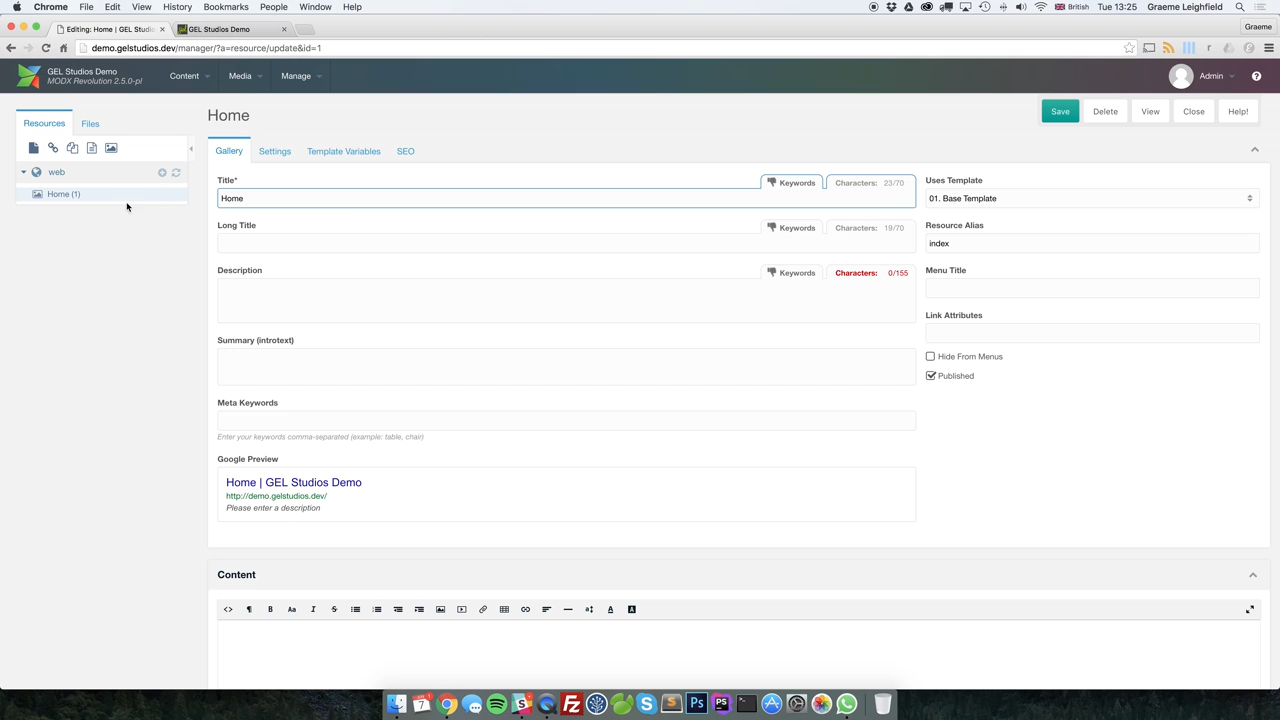 Chrome File Edit View History Bookmarks People Window Help British Tue 13:25 Graeme Leighfield
Editing: Home | GEL Studio GEL Studios Demo Graeme
demo.gelstudios.dev/manager/?a=resource/update&id=1
GEL Studios Demo
MODX Revolution 2.5.0-pl
Content Media Manage Admin
Home
Save Delete View Close Help!
Resources Files
Gallery Settings Template Variables SEO
web
Home (1)
Title* Keywords Characters: 23/70
Home
Uses Template
01. Base Template
Long Title Keywords Characters: 19/70
Resource Alias
index
Description Keywords Characters: 0/155
Menu Title
Link Attributes
Summary (introtext)
Hide From Menus
Published
Meta Keywords
Enter your keywords comma-separated (example: table, chair)
Google Preview
Home | GEL Studios Demo
http://demo.gelstudios.dev/
Please enter a description
Content